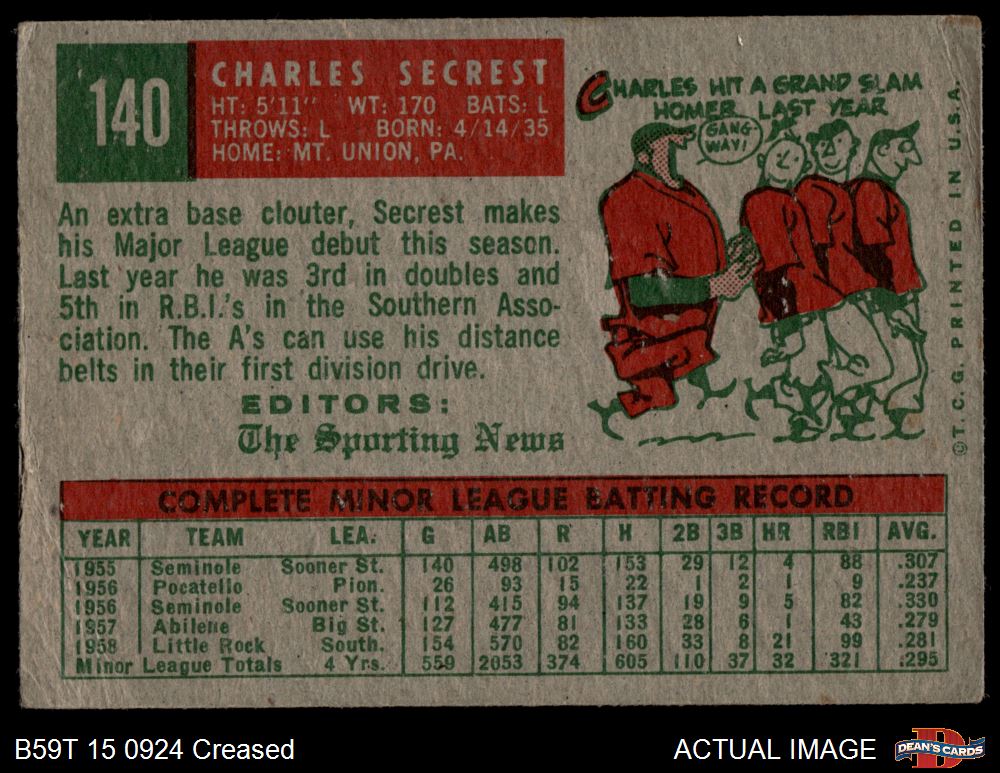 140
CHARLES SECREST
HT: 5'11" WT: 170 BATS: L
THROWS: L BORN: 4/14/35
HOME: MT. UNION, PA.
An extra base clouter, Secrest makes
his Major League debut this season.
Last year he was 3rd in doubles and
5th in R.B.I.'s in the Southern Asso-
ciation. The A's can use his distance
belts in their first division drive.
EDITORS:
The Sporting News
CHARLES HIT A GRAND SLAM
HOMER LAST YEAR
GANG
WAY!
©T.C.G. PRINTED IN U.S.A.
COMPLETE MINOR LEAGUE BATTING RECORD
YEAR TEAM LEA. G AB R H 2B 3B HR RBI AVG.
1955 Seminole Sooner St. 140 498 102 153 29 12 4 88 .307
1956 Pocatello Pion. 26 93 15 22 1 2 1 9 .237
1956 Seminole Sooner St. 112 415 94 137 19 9 5 82 .330
1957 Abilene Big St. 127 477 81 133 28 6 1 43 .279
1958 Little Rock South. 154 570 82 160 33 8 21 99 .281
Minor League Totals 4 Yrs. 559 2053 374 605 110 37 32 321 .295
B59T 15 0924 Creased
ACTUAL IMAGE
DEAN'S CARDS